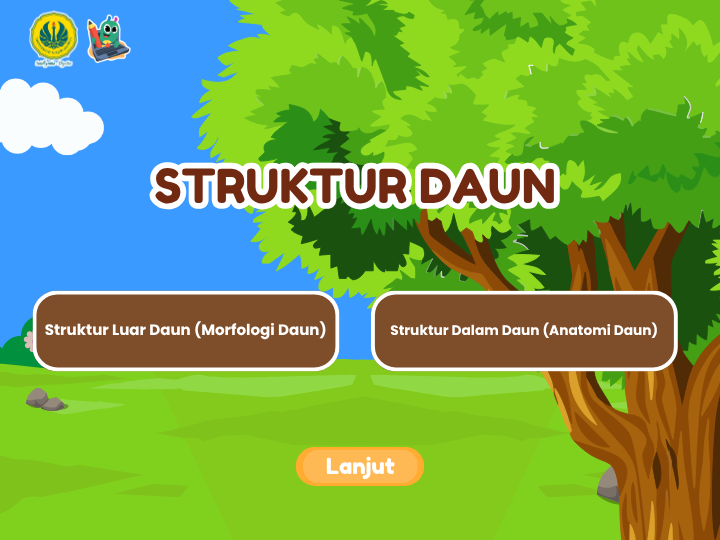 STRUKTUR DAUN
Struktur Luar Daun (Morfologi Daun)
Struktur Dalam Daun (Anatomi Daun)
Lanjut